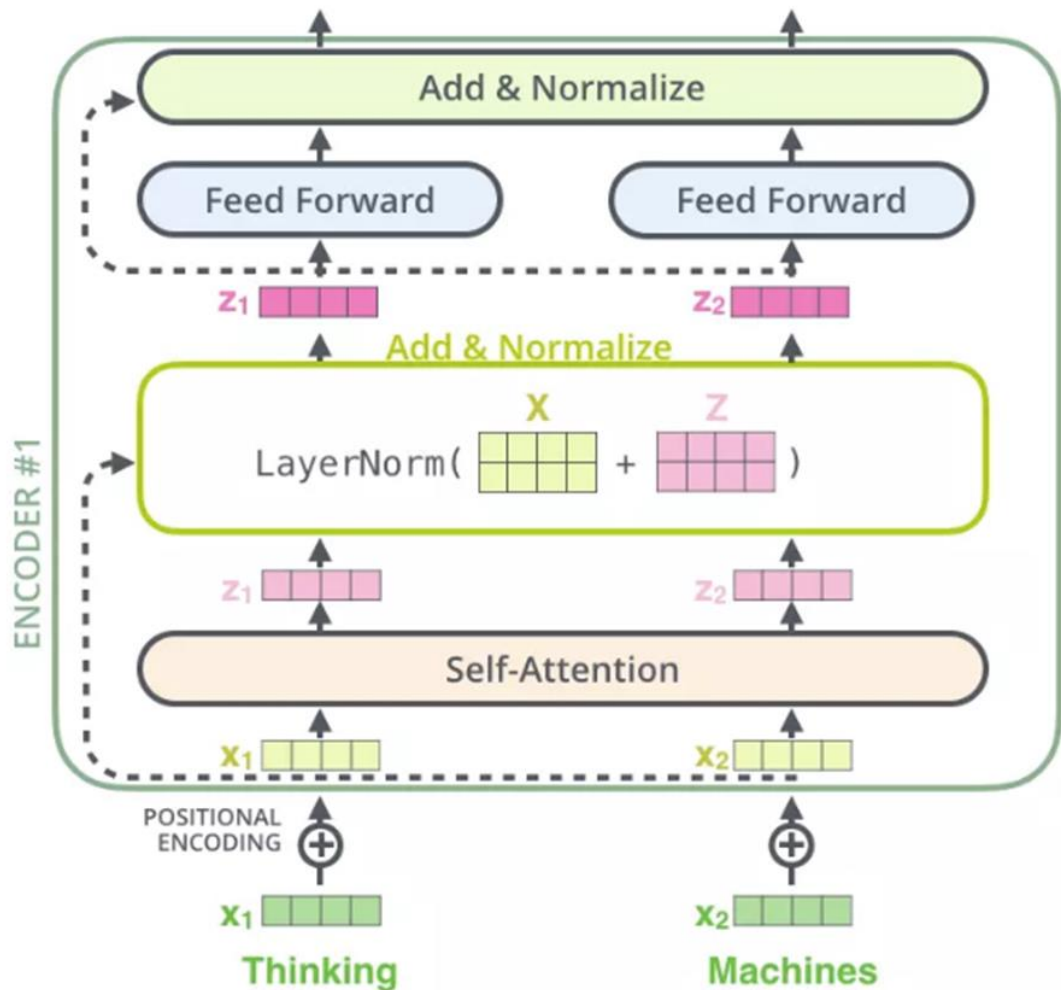 Add & Normalize
Feed Forward Feed Forward
z1 z2
Add & Normalize
X Z
LayerNorm( + )
ENCODER #1
z1 z2
Self-Attention
x1 x2
POSITIONAL
ENCODING
x1 x2
Thinking Machines